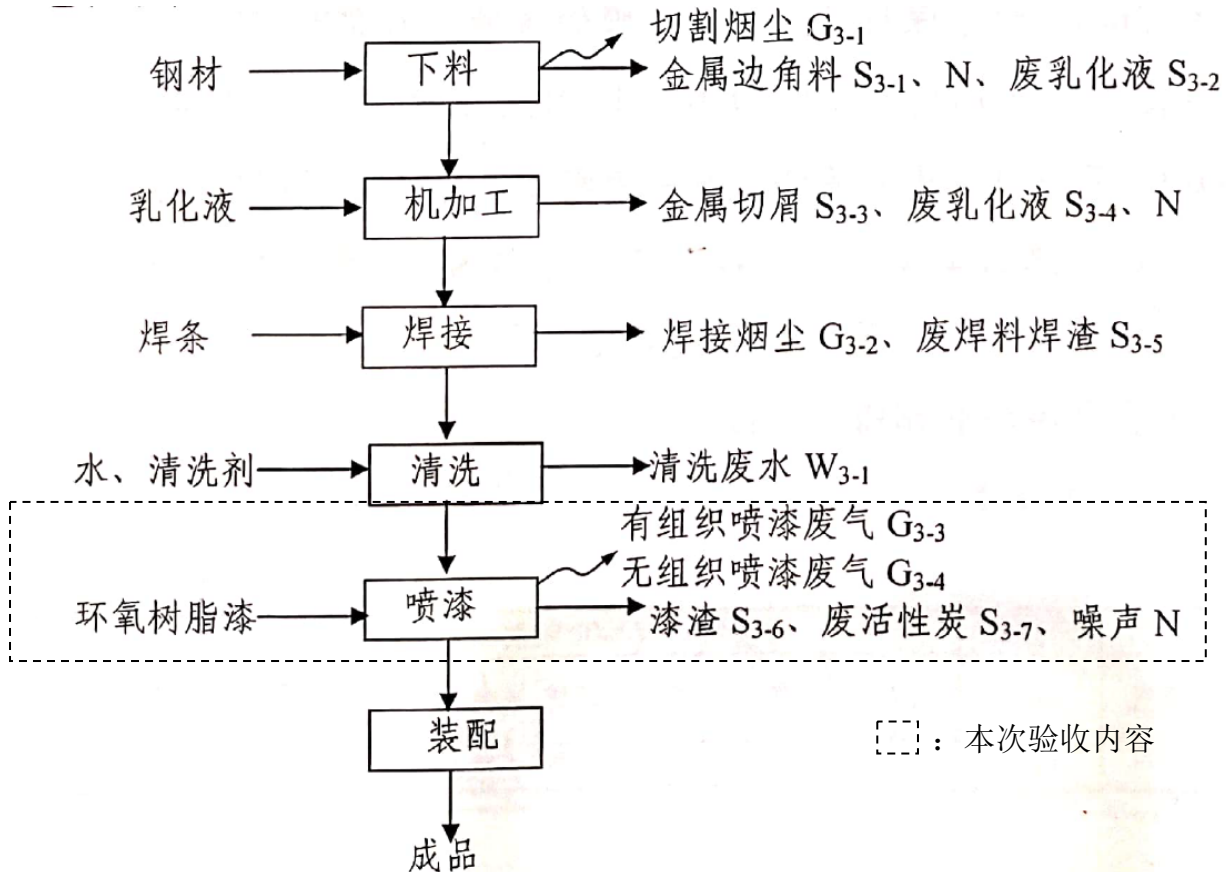 切割烟尘 G3-1
钢材 下料 金属边角料 S3-1、N、废乳化液 S3-2
乳化液 机加工 金属切屑 S3-3、废乳化液 S3-4、N
焊条 焊接 焊接烟尘 G3-2、废焊料焊渣 S3-5
水、清洗剂 清洗 清洗废水 W3-1
有组织喷漆废气 G3-3
无组织喷漆废气 G3-4
环氧树脂漆 喷漆 漆渣 S3-6、废活性炭 S3-7、噪声 N
装配
：本次验收内容
成品